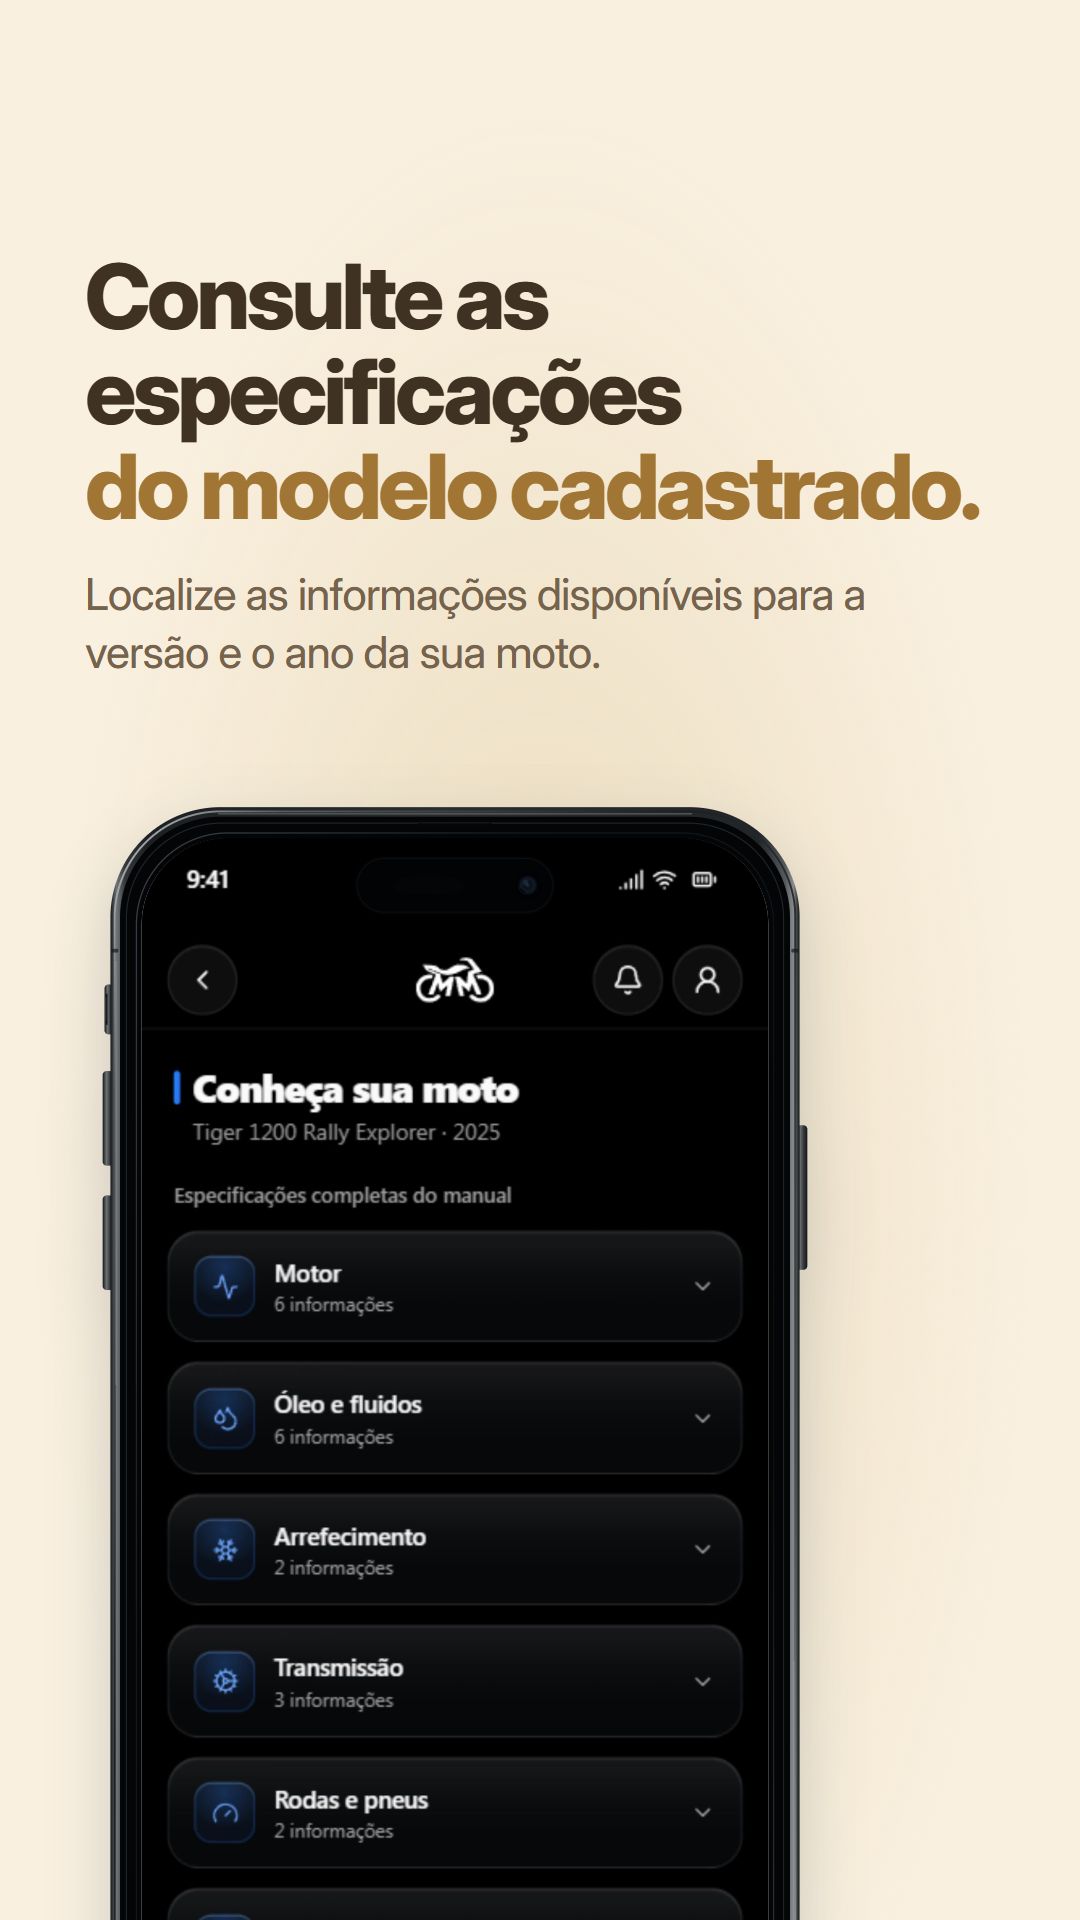 Consulte as
especificações
do modelo cadastrado.
Localize as informações disponíveis para a
versão e o ano da sua moto.
9:41
MM
Conheça sua moto
Tiger 1200 Rally Explorer · 2025
Especificações completas do manual
Motor
6 informações
Óleo e fluidos
6 informações
Arrefecimento
2 informações
Transmissão
3 informações
Rodas e pneus
2 informações